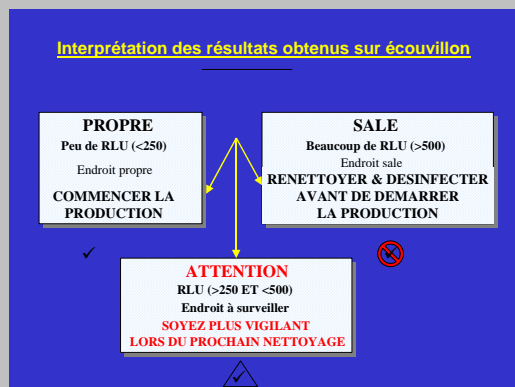 Interprétation des résultats obtenus sur écouvillon
PROPRE
Peu de RLU (<250)
Endroit propre
COMMENCER LA
PRODUCTION
SALE
Beaucoup de RLU (>500)
Endroit sale
RENETTOYER & DESINFECTER
AVANT DE DEMARRER
LA PRODUCTION
ATTENTION
RLU (>250 ET <500)
Endroit à surveiller
SOYEZ PLUS VIGILANT
LORS DU PROCHAIN NETTOYAGE